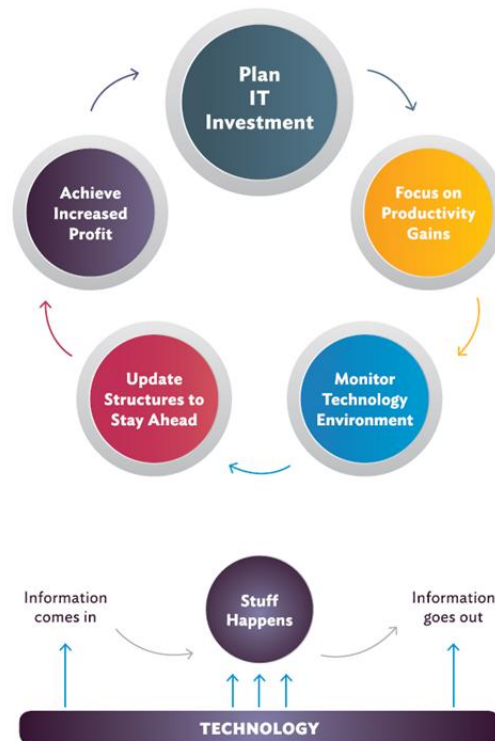 Plan
IT
Investment
Focus on
Productivity
Gains
Monitor
Technology
Environment
Update
Structures to
Stay Ahead
Achieve
Increased
Profit
Information
comes in
Stuff
Happens
Information
goes out
TECHNOLOGY